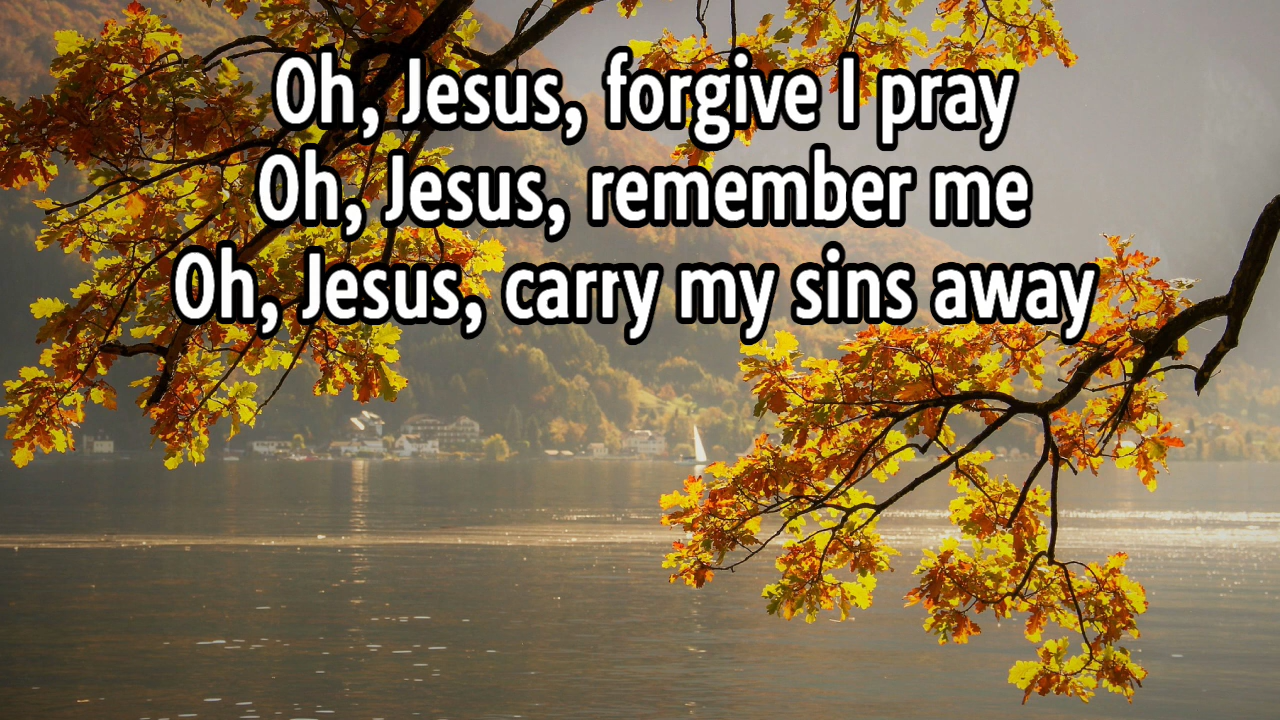 Oh, Jesus, forgive I pray
Oh, Jesus, remember me
Oh, Jesus, carry my sins away